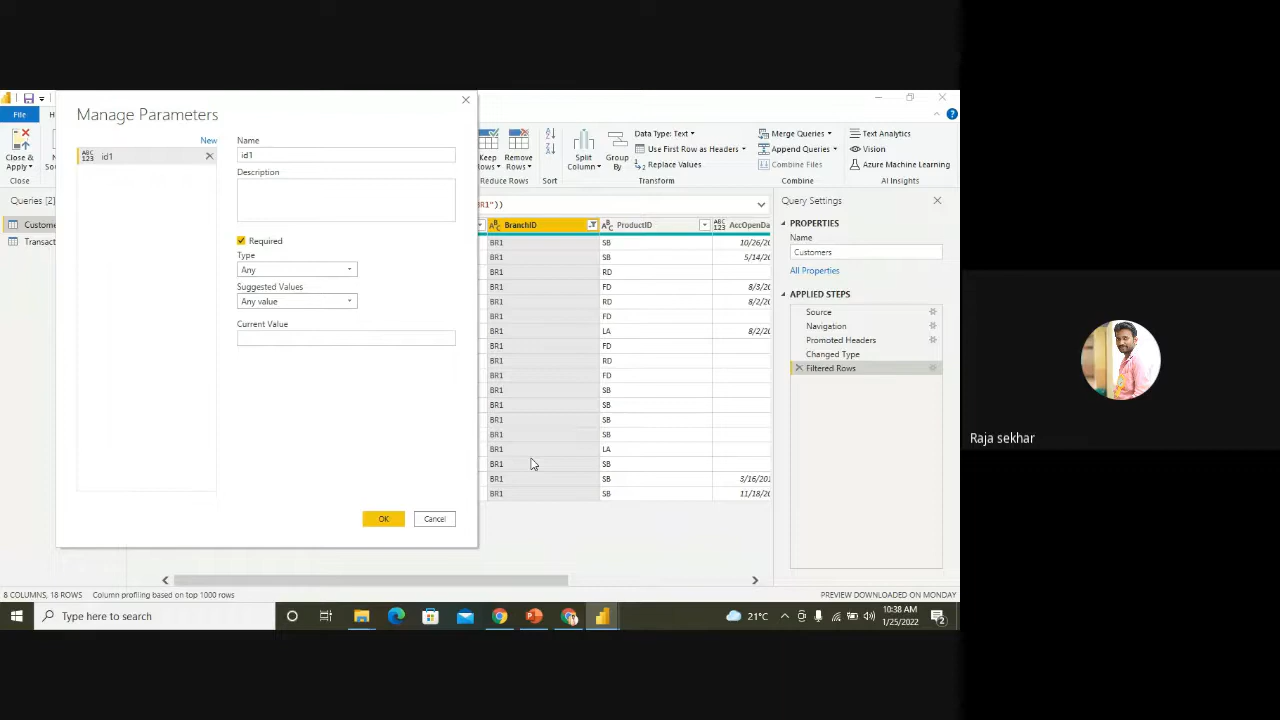 Manage Parameters
New
ABC
123
id1
Name
id1
Description
Required
Type
Any
Suggested Values
Any value
Current Value
OK
Cancel
File
H
Close &
Apply
Close
Keep
Rows
Remove
Rows
Reduce Rows
Sort
Split
Column
Group
By
Data Type: Text
Use First Row as Headers
Replace Values
Transform
Merge Queries
Append Queries
Combine Files
Combine
Text Analytics
Vision
Azure Machine Learning
AI Insights
Queries [2]
Custome
Transact
BR1"))
BranchID
ProductID
ABC
123
AccOpenDa
BR1 SB 10/26/20
BR1 SB 5/14/20
BR1 RD
BR1 FD 8/3/20
BR1 RD 8/2/20
BR1 FD
BR1 LA 8/2/20
BR1 FD
BR1 RD
BR1 FD
BR1 SB
BR1 SB
BR1 SB
BR1 SB
BR1 LA
BR1 SB
BR1 SB 3/16/201
BR1 SB 11/18/20
Query Settings
PROPERTIES
Name
Customers
All Properties
APPLIED STEPS
Source
Navigation
Promoted Headers
Changed Type
Filtered Rows
8 COLUMNS, 18 ROWS
Column profiling based on top 1000 rows
PREVIEW DOWNLOADED ON MONDAY
Type here to search
21°C
10:38 AM
1/25/2022
2
Raja sekhar